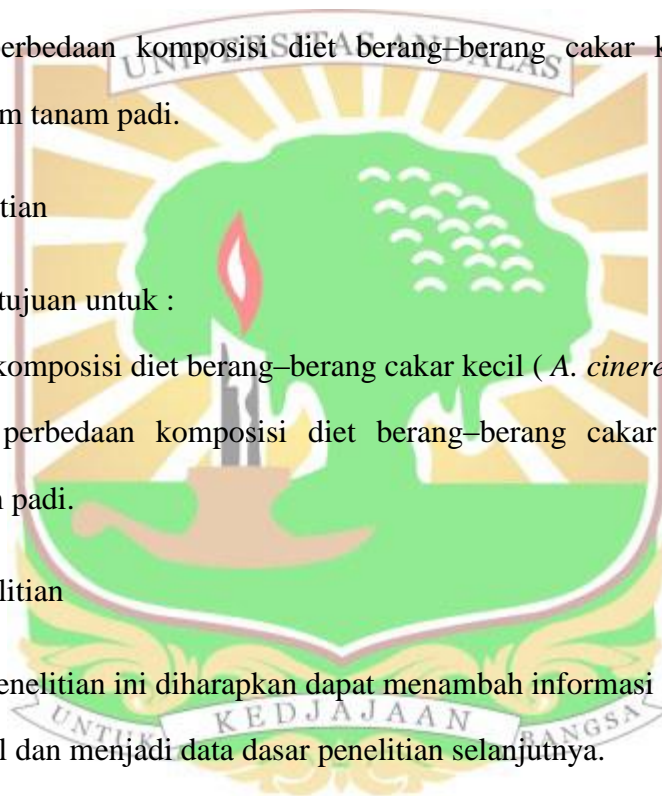 UNIVERSITAS ANDALAS
perbedaan komposisi diet berang–berang cakar k
m tanam padi.
tian
tujuan untuk :
komposisi diet berang–berang cakar kecil ( A. cinere
perbedaan komposisi diet berang–berang cakar
padi.
litian
enelitian ini diharapkan dapat menambah informasi
l dan menjadi data dasar penelitian selanjutnya.
UNTUK KEDJAJAAN BANGSA